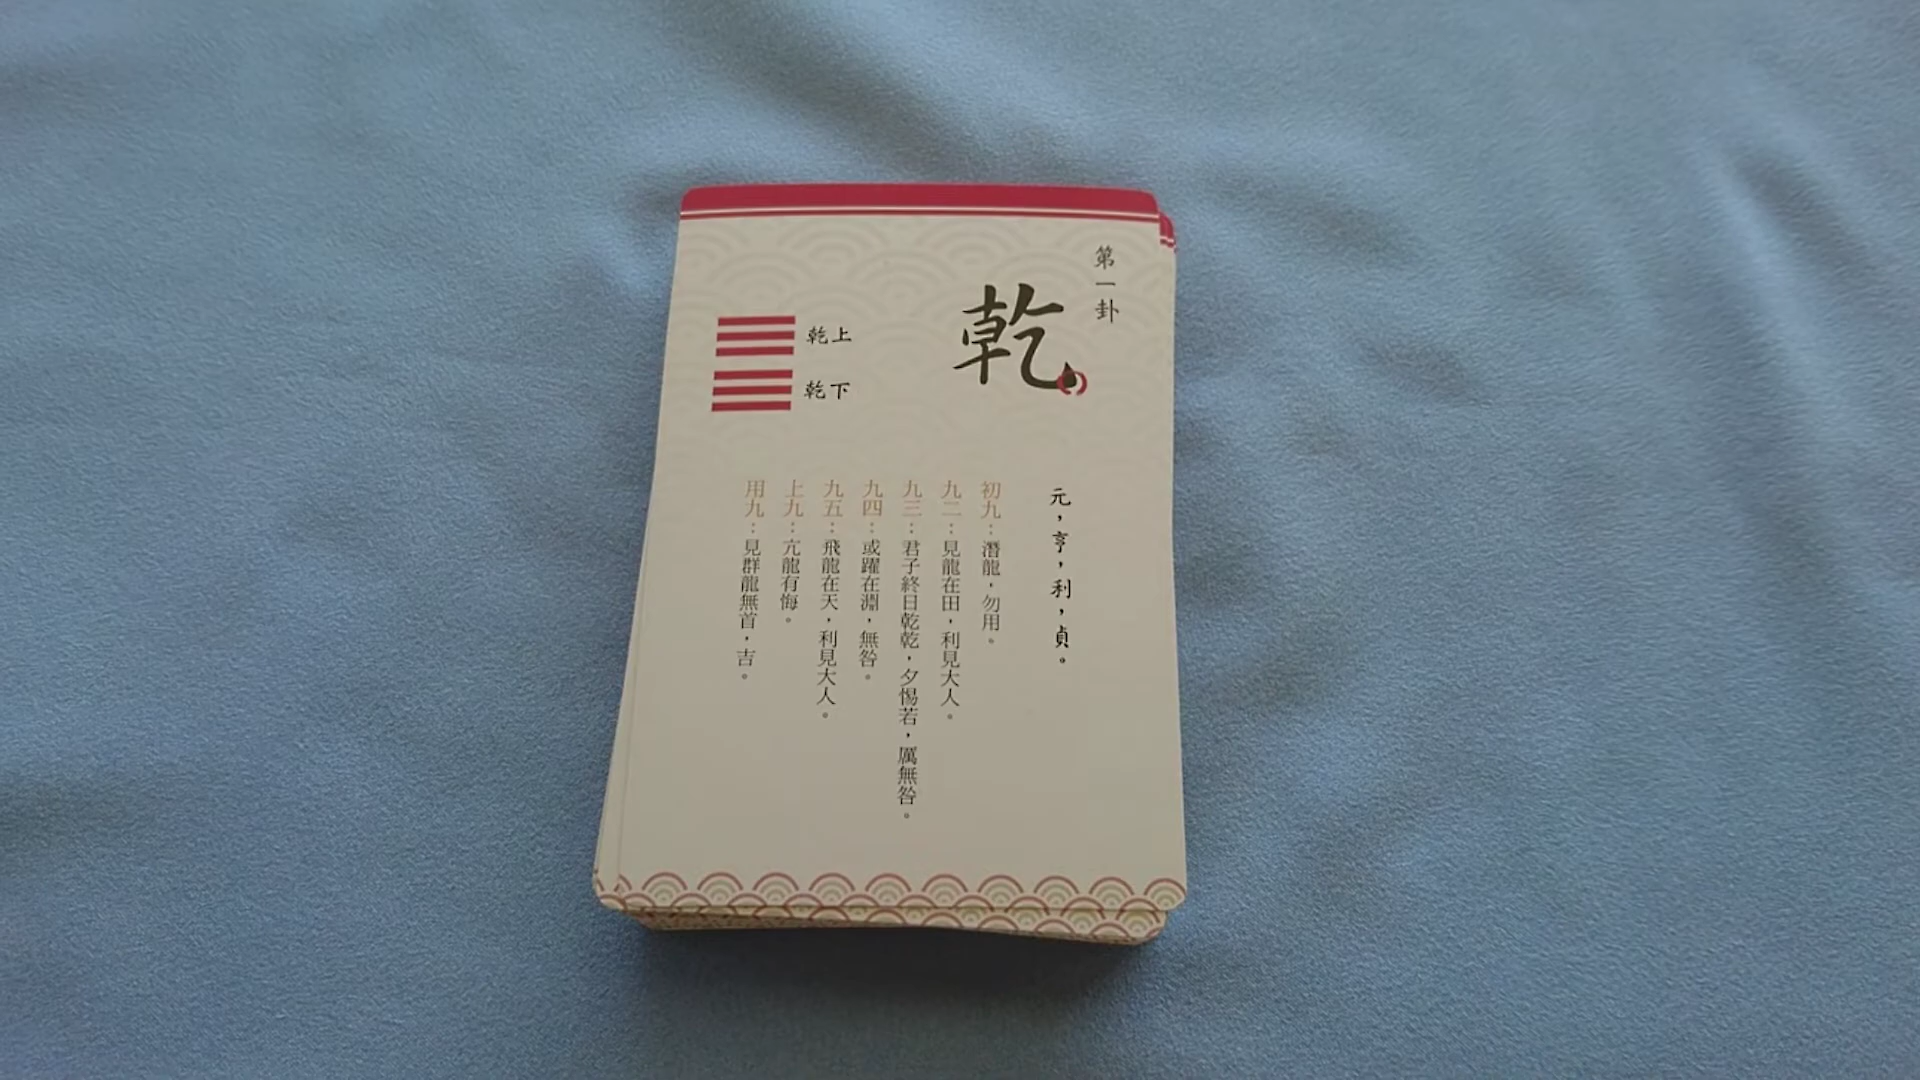 第一卦
乾
乾上
乾下
元，亨，利，貞。
初九：潛龍，勿用。
九二：見龍在田，利見大人。
九三：君子終日乾乾，夕惕若，厲無咎。
九四：或躍在淵，無咎。
九五：飛龍在天，利見大人。
上九：亢龍有悔。
用九：見群龍無首，吉。